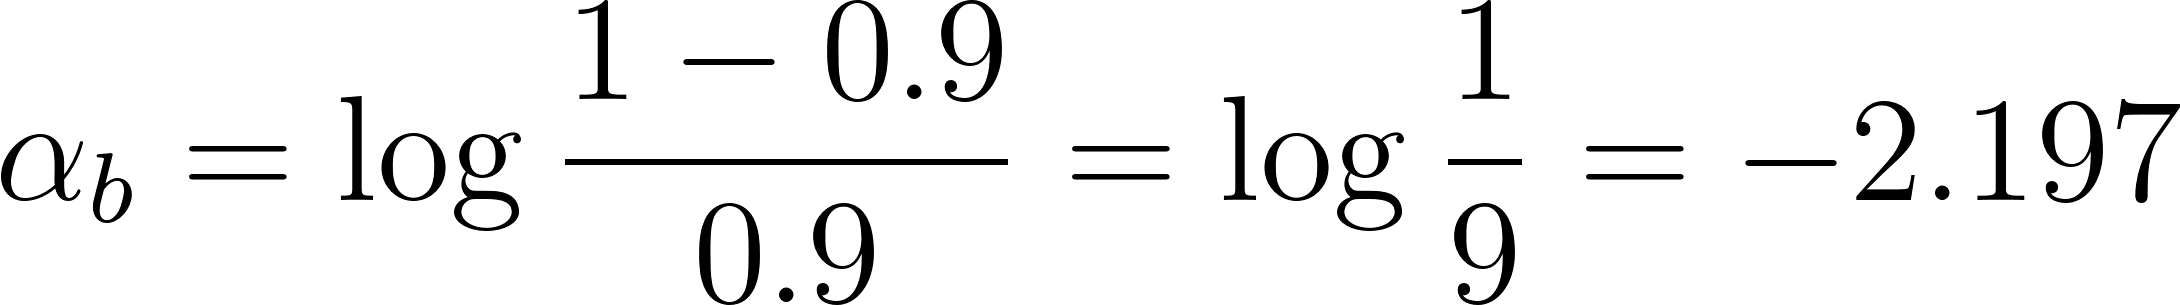 α_b = log (1 − 0.9)/0.9 = log 1/9 = −2.197